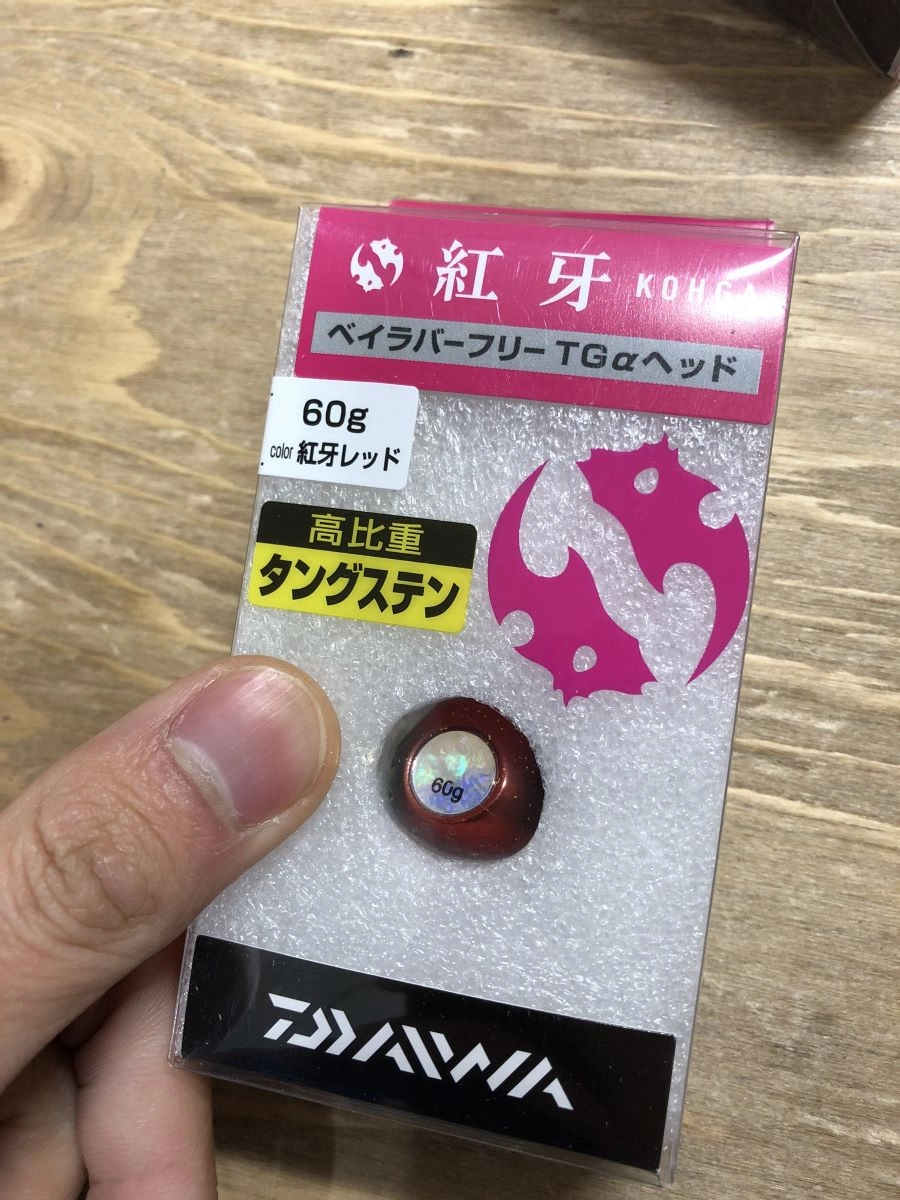 紅牙 KOHGA
ベイラバーフリー TGαヘッド
60g
color 紅牙レッド
高比重
タングステン
60g
DAIWA